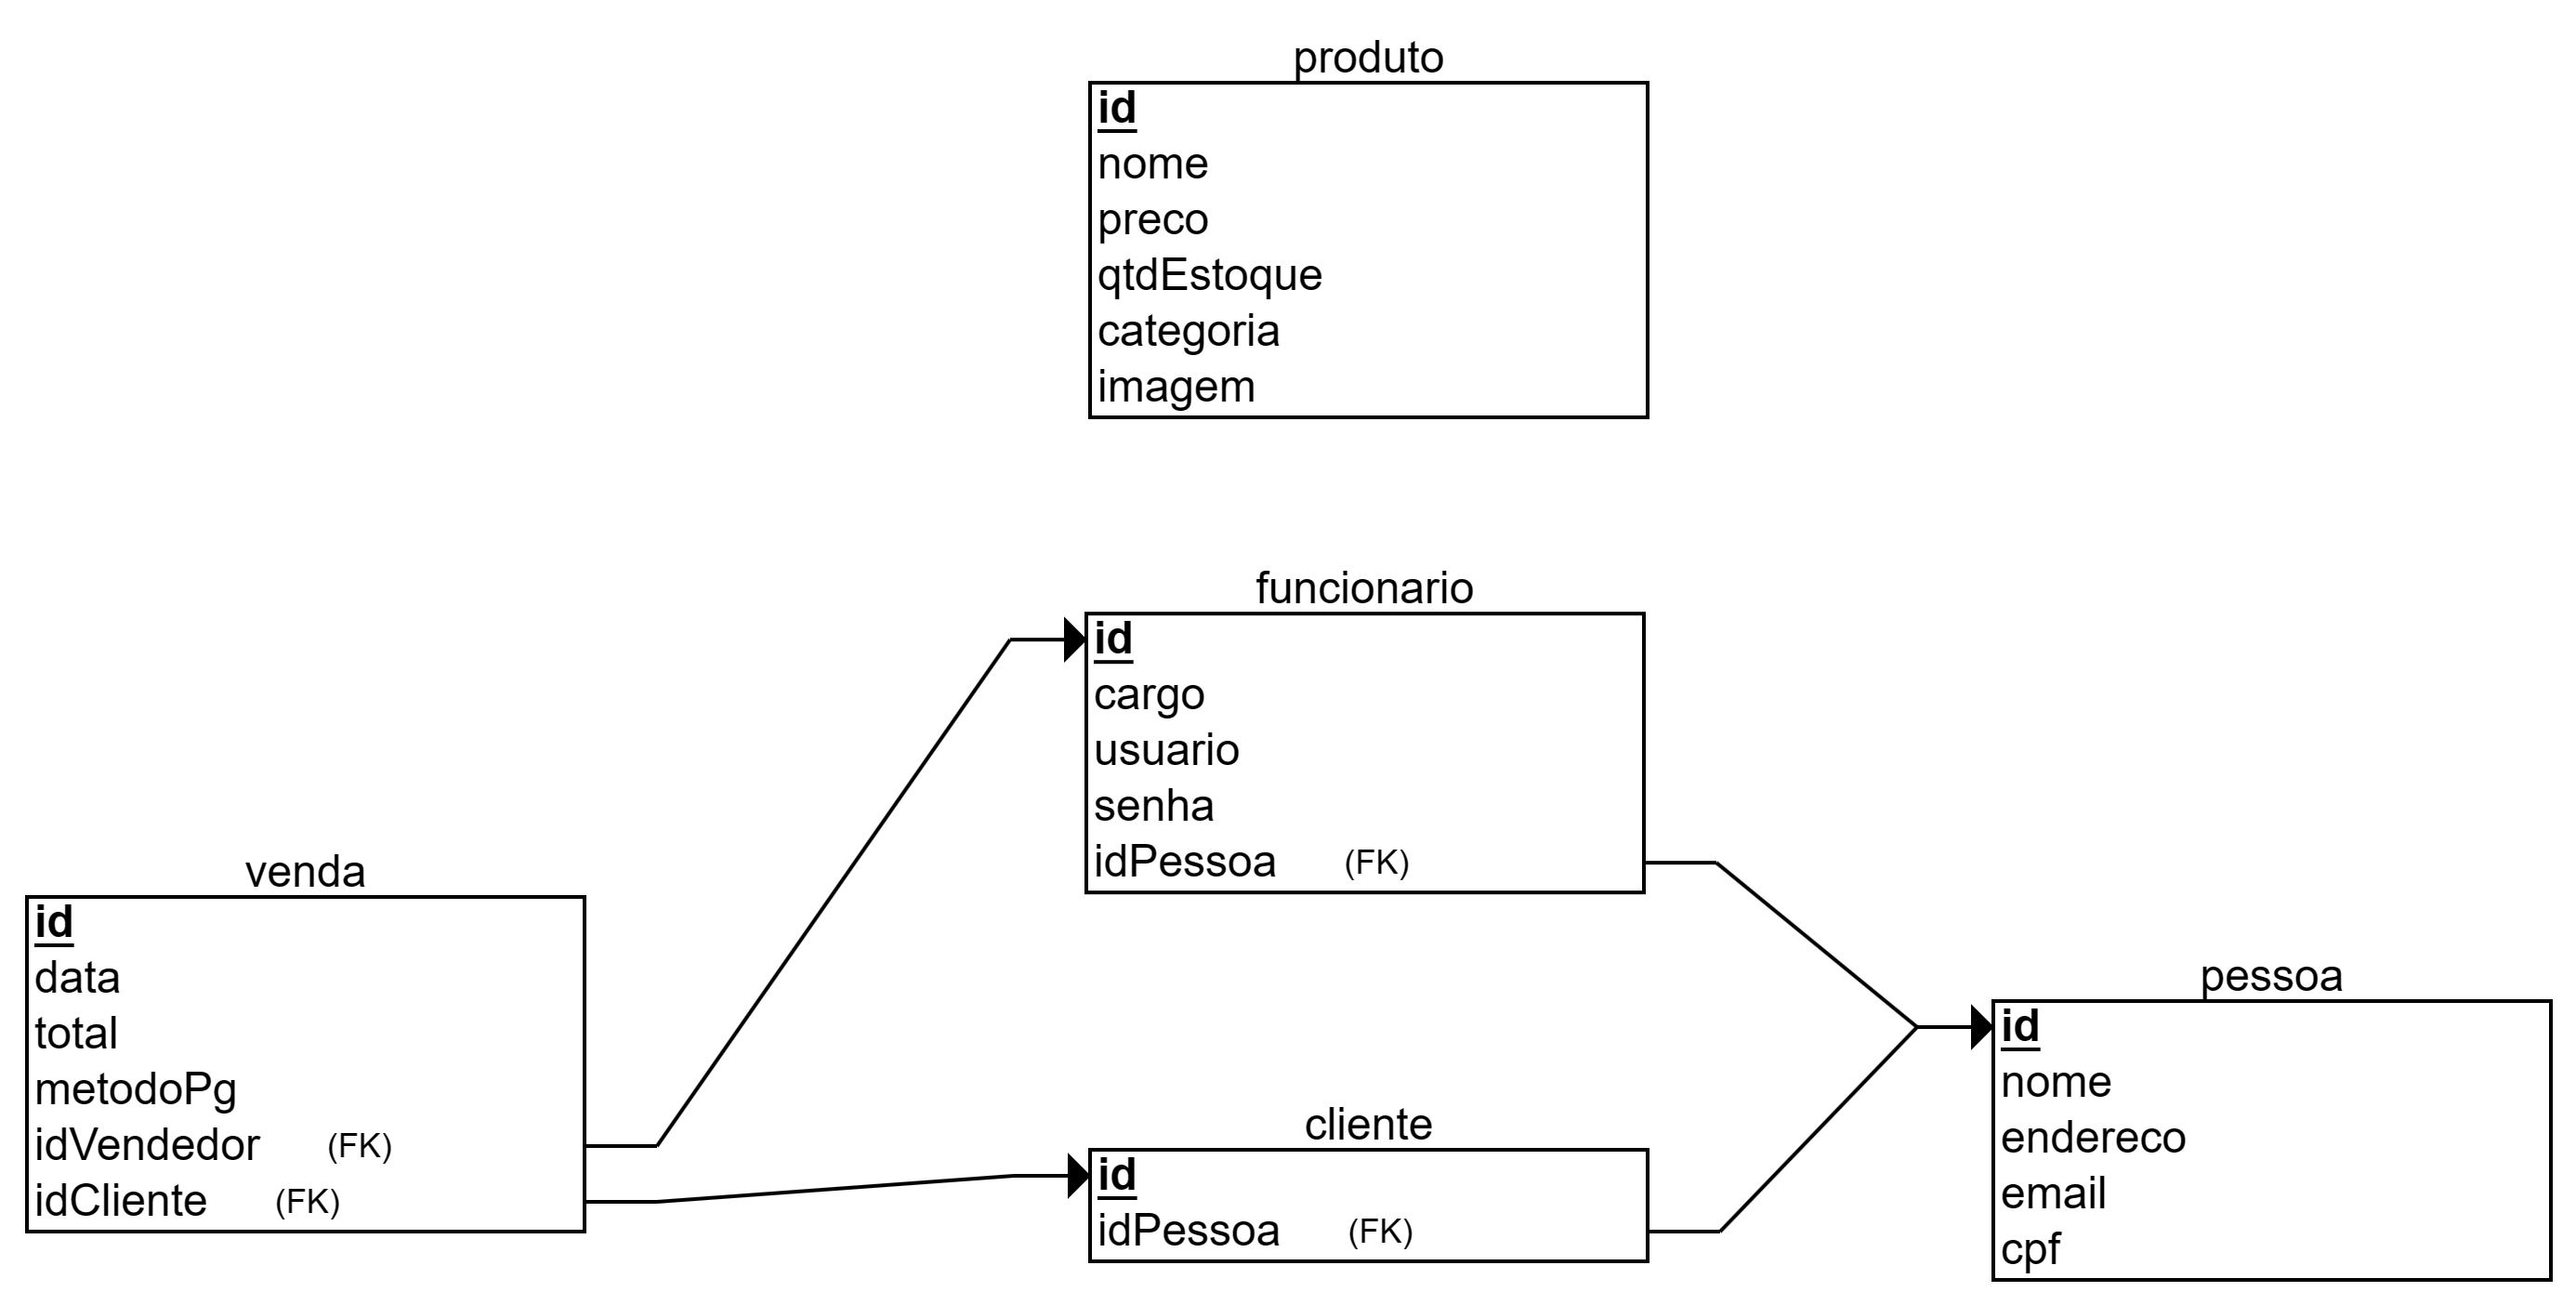 produto
id
nome
preco
qtdEstoque
categoria
imagem
funcionario
id
cargo
usuario
senha
idPessoa (FK)
venda
id
data
total
metodoPg
idVendedor (FK)
idCliente (FK)
cliente
id
idPessoa (FK)
pessoa
id
nome
endereco
email
cpf